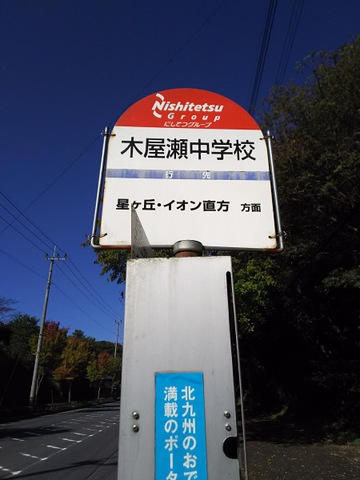 Nishitetsu
Group
にしてつグループ
木屋瀬中学校
行先
星ヶ丘・イオン直方 方面
北九州のおで
満載のポータ